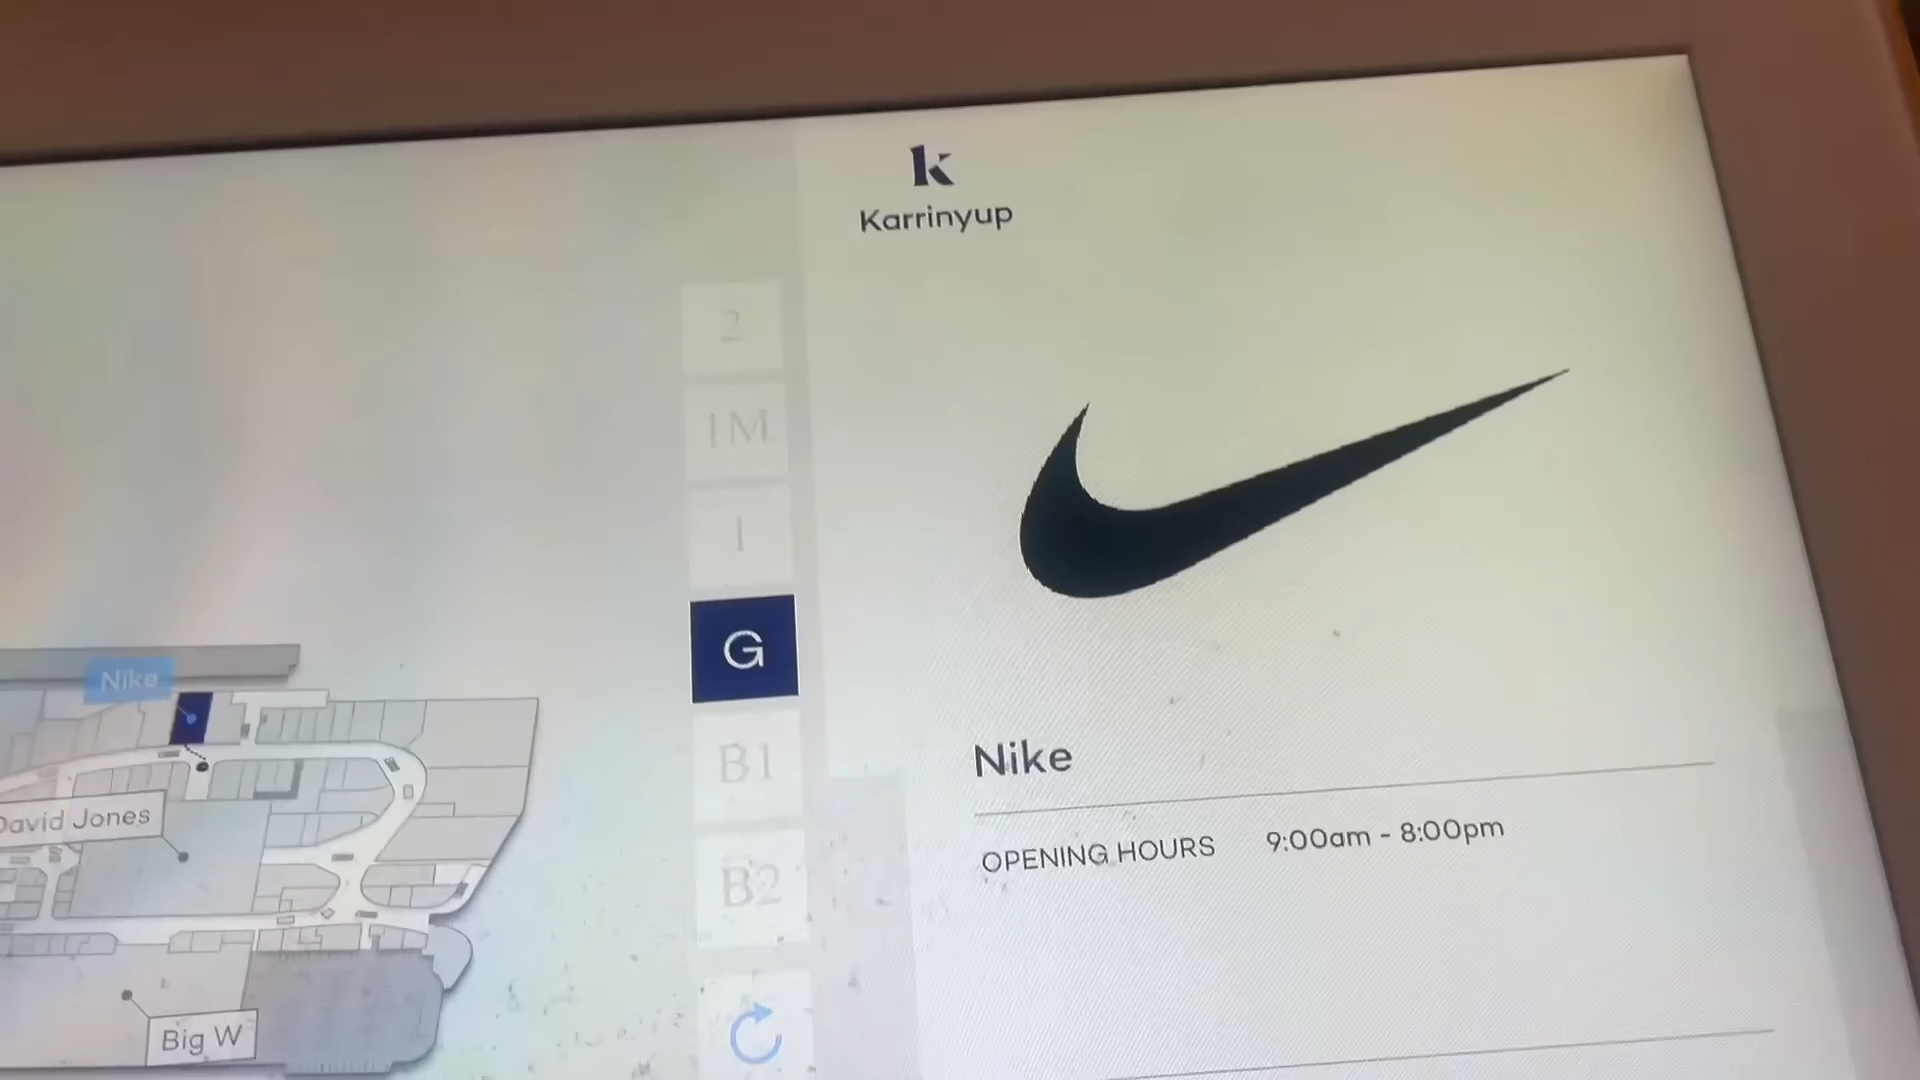 k
Karrinyup
2
1M
1
G
B1
B2
Nike
David Jones
Big W
Nike
OPENING HOURS 9:00am - 8:00pm